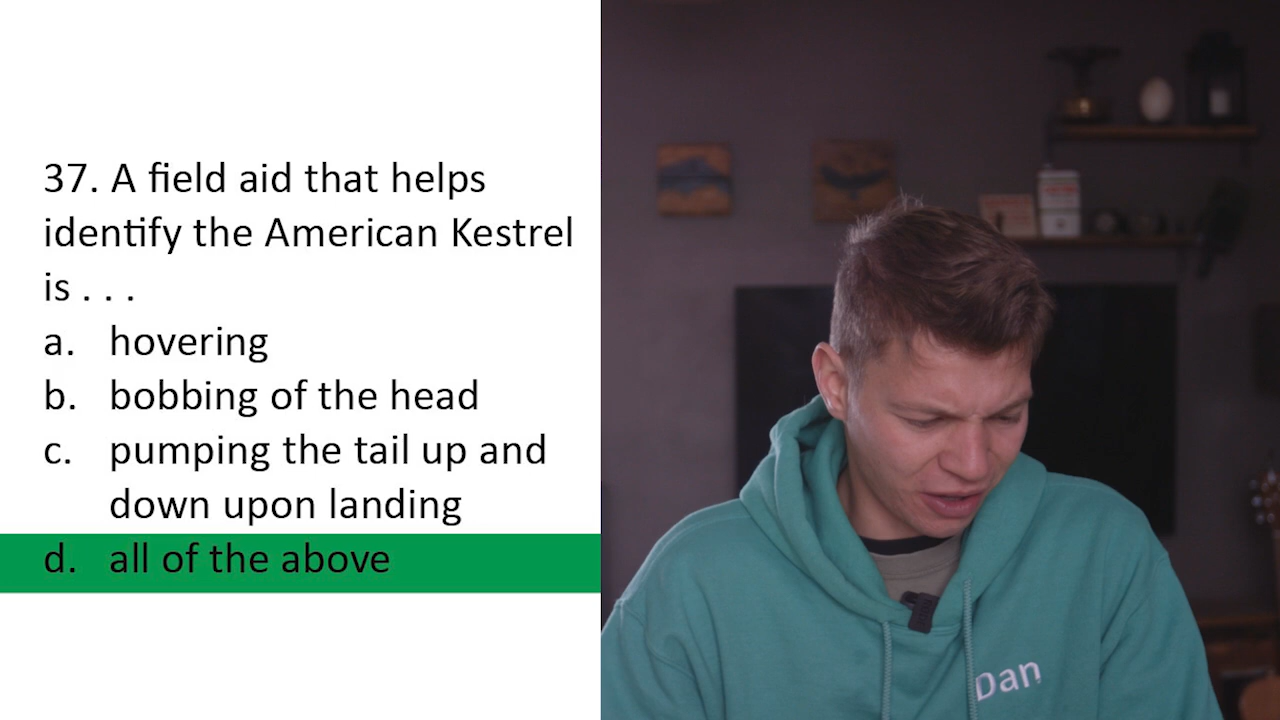 37. A field aid that helps
identify the American Kestrel
is . . .
a. hovering
b. bobbing of the head
c. pumping the tail up and
down upon landing
d. all of the above
Dan